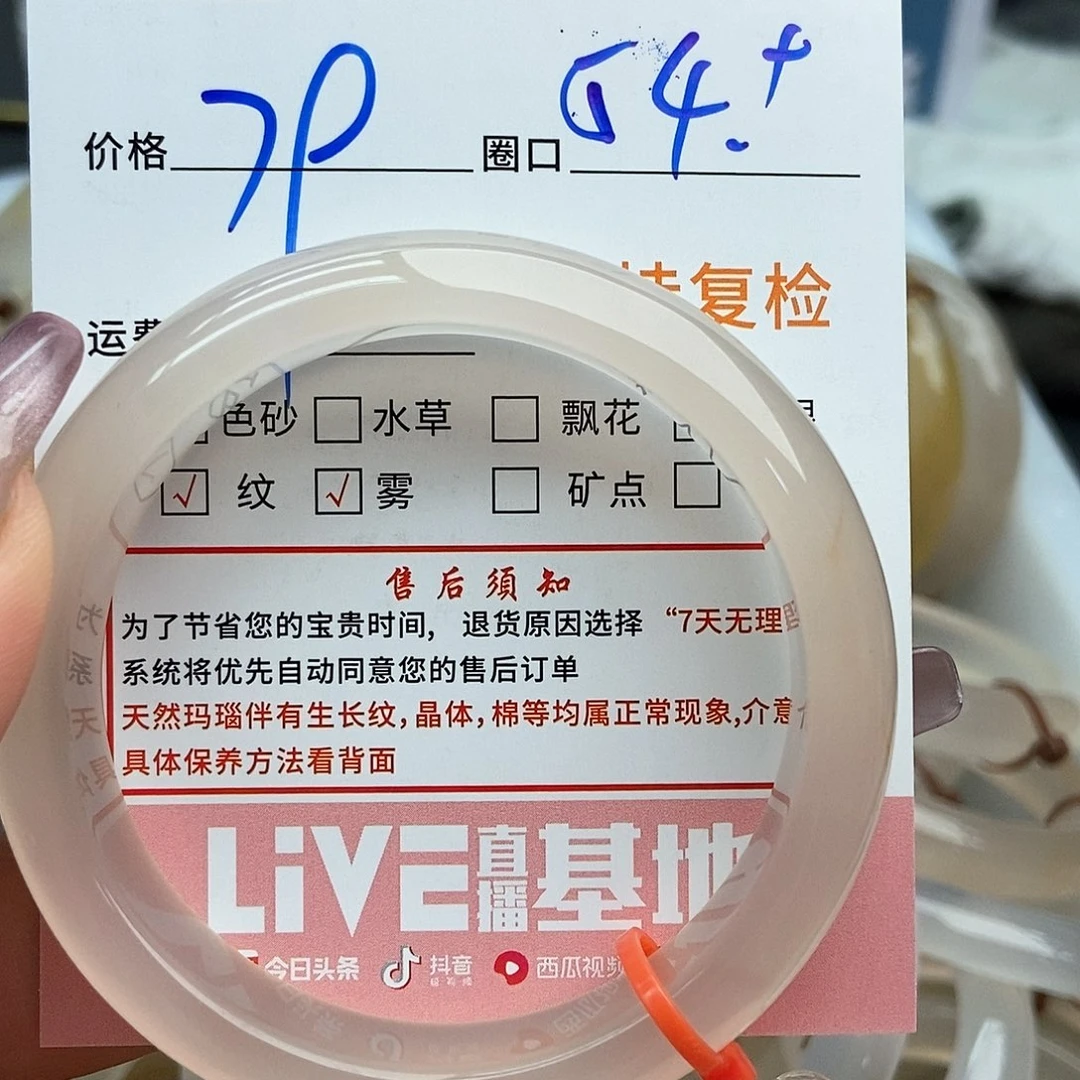 价格 圈口 54.+
复检
运费
色砂 水草 飘花
√ 纹 √ 雾 矿点
售后須知
为了节省您的宝贵时间, 退货原因选择 “7天无理
系统将优先自动同意您的售后订单
天然玛瑙伴有生长纹,晶体,棉等均属正常现象,介意
具体保养方法看背面
LiVE直播基地
今日头条 抖音 西瓜视频